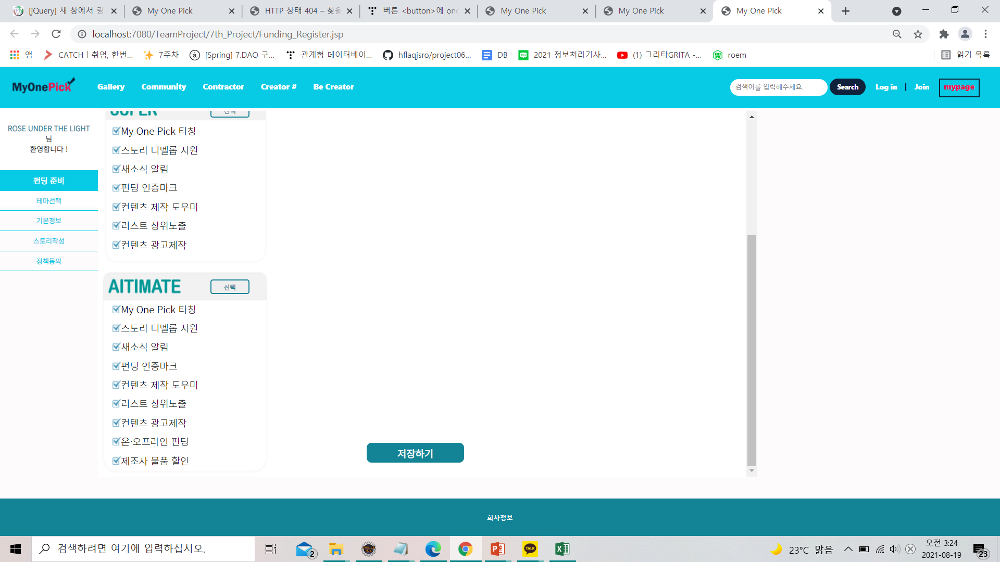 [jQuery] 새 창에서 링
My One Pick
HTTP 상태 404 – 찾을
버튼 <button>에 onc
My One Pick
My One Pick
My One Pick
localhost:7080/TeamProject/7th_Project/Funding_Register.jsp
앱
CATCH | 취업, 한번...
7주차
[Spring] 7.DAO 구...
관계형 데이터베이...
hflaqjsro/project06...
DB
2021 정보처리기사...
(1) 그리타GRITA -...
roem
읽기 목록
MyOnePick
Gallery
Community
Contractor
Creator #
Be Creator
검색어를 입력해주세요.
Search
Log in
|
Join
mypage
ROSE UNDER THE LIGHT
님
환영합니다 !
펀딩 준비
테마선택
기본정보
스토리작성
정책동의
SUPER
선택
My One Pick 티칭
스토리 디벨롭 지원
새소식 알림
펀딩 인증마크
컨텐츠 제작 도우미
리스트 상위노출
컨텐츠 광고제작
AITIMATE
선택
My One Pick 티칭
스토리 디벨롭 지원
새소식 알림
펀딩 인증마크
컨텐츠 제작 도우미
리스트 상위노출
컨텐츠 광고제작
온·오프라인 펀딩
제조사 물품 할인
저장하기
회사정보
검색하려면 여기에 입력하십시오.
2
TALK
23°C 맑음
오전 3:24
2021-08-19
23